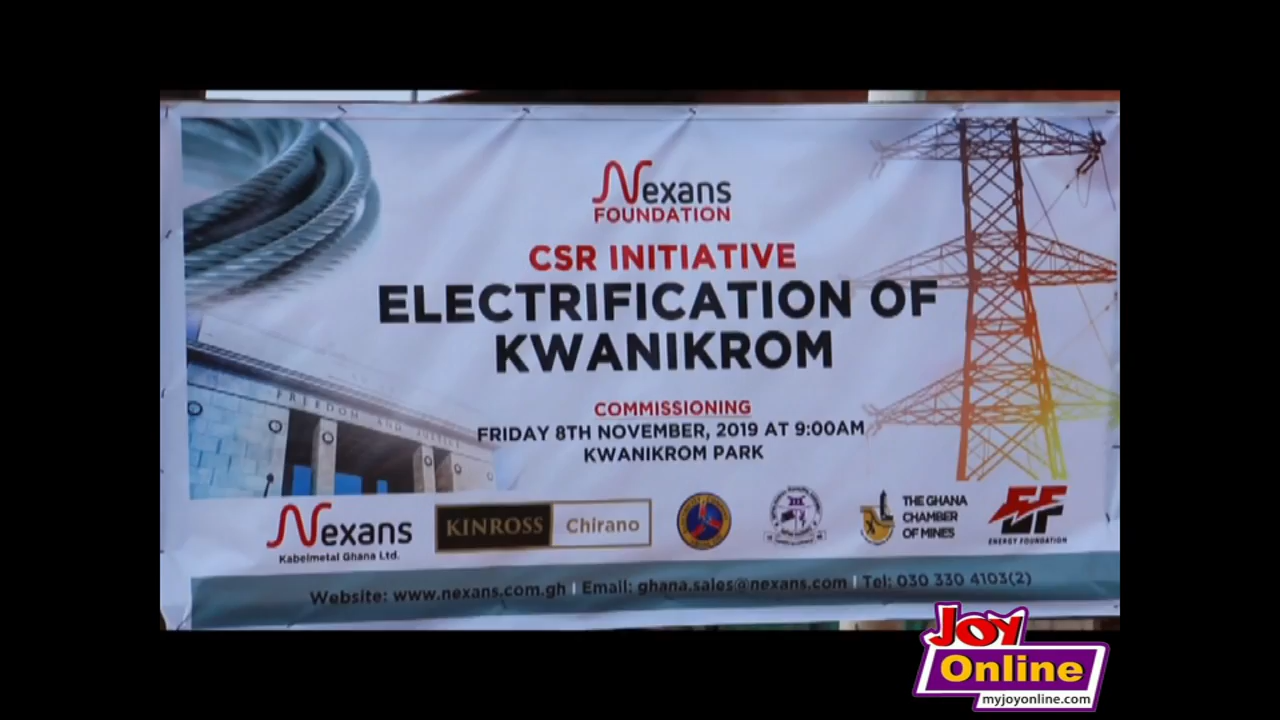 Nexans
FOUNDATION
CSR INITIATIVE
ELECTRIFICATION OF
KWANIKROM
COMMISSIONING
FRIDAY 8TH NOVEMBER, 2019 AT 9:00AM
KWANIKROM PARK
FREEDOM AND JUSTICE
Nexans
Kabelmetal Ghana Ltd.
KINROSS Chirano
THE GHANA
CHAMBER
OF MINES
EF
ENERGY FOUNDATION
Website: www.nexans.com.gh | Email: ghana.sales@nexans.com | Tel: 030 330 4103(2)
JOY
Online
myjoyonline.com